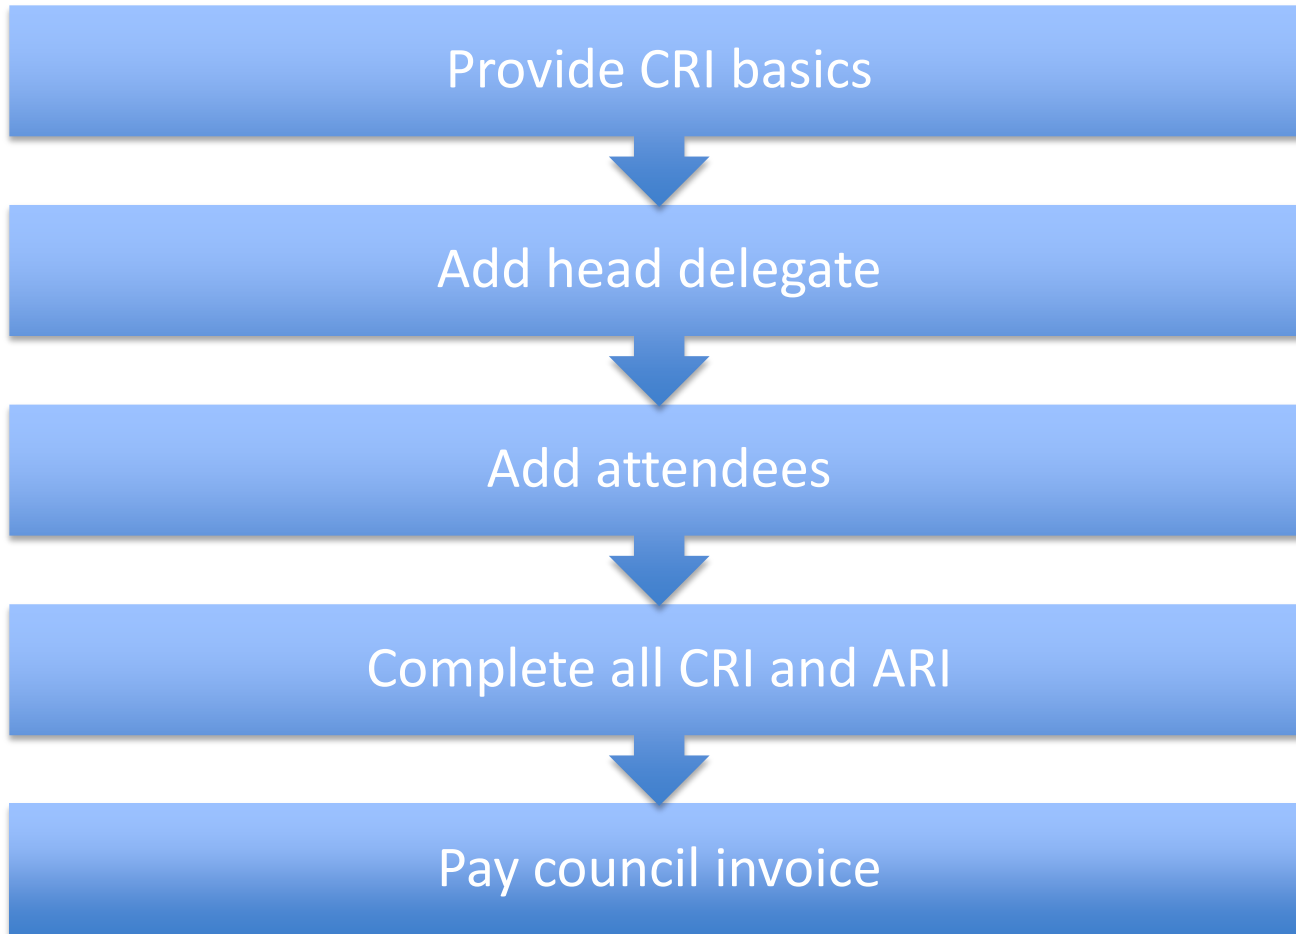 Provide CRI basics
Add head delegate
Add attendees
Complete all CRI and ARI
Pay council invoice